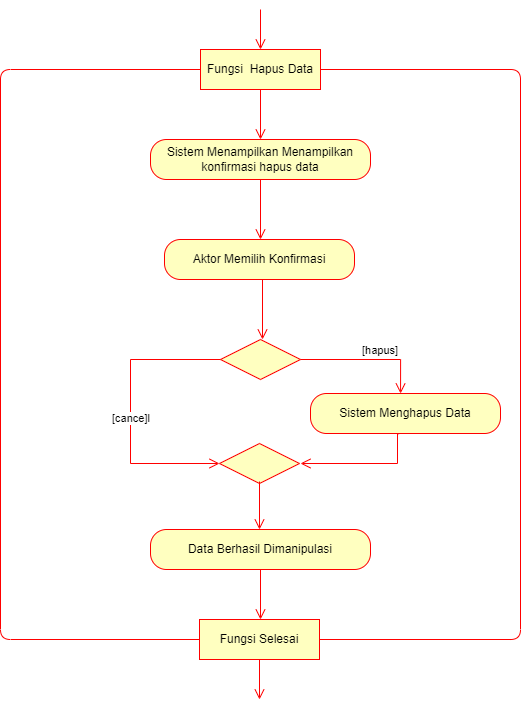 Fungsi  Hapus Data
Sistem Menampilkan Menampilkan
konfirmasi hapus data
Aktor Memilih Konfirmasi
[hapus]
Sistem Menghapus Data
[cance]l
Data Berhasil Dimanipulasi
Fungsi Selesai